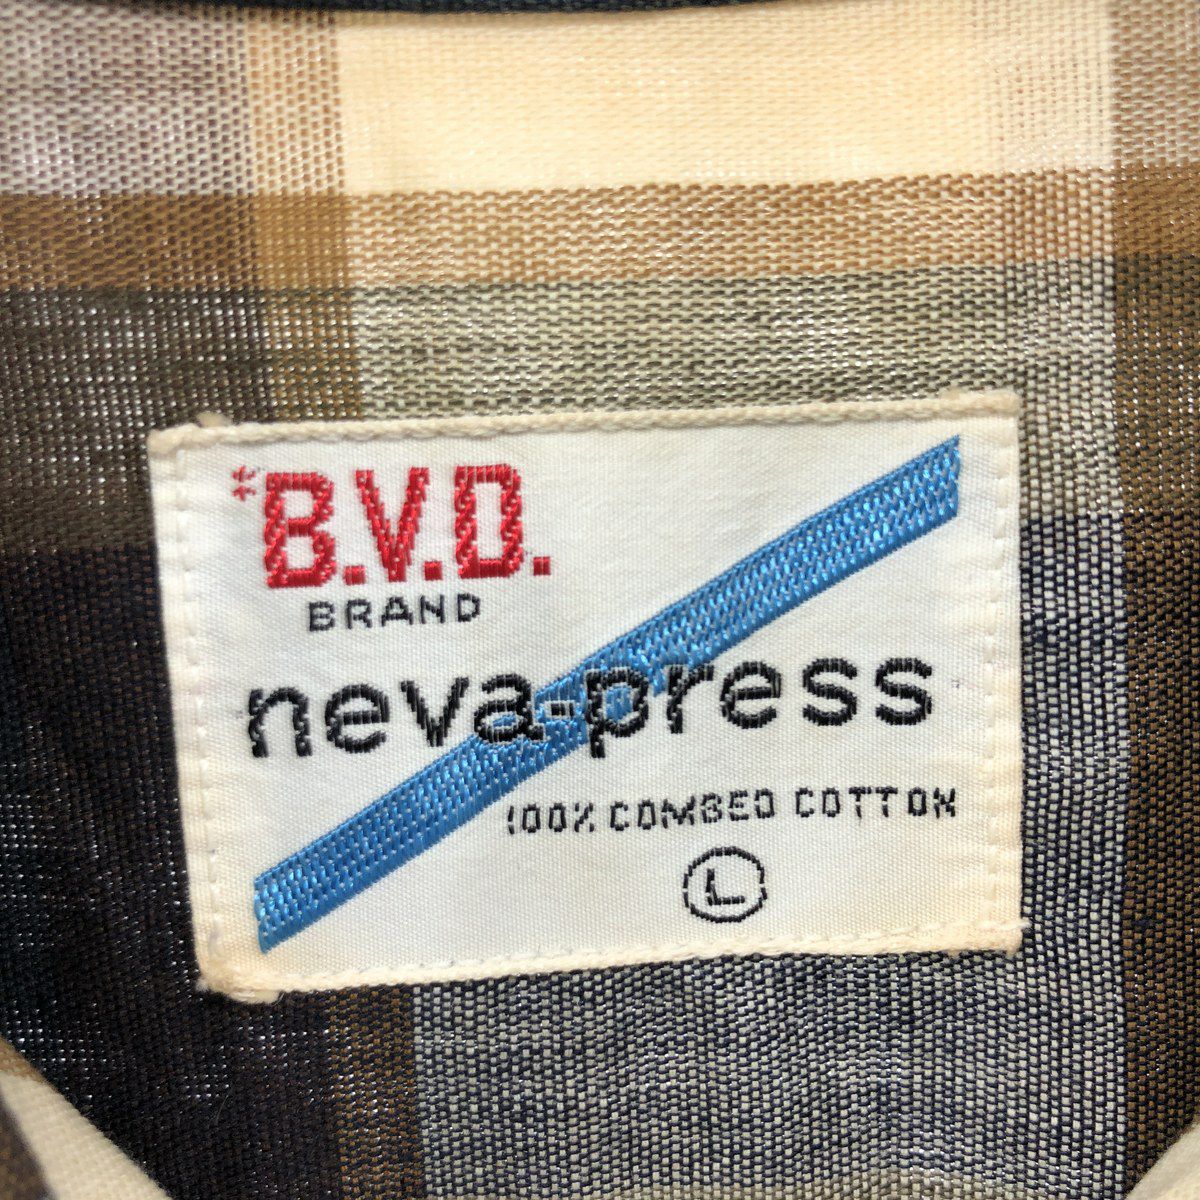 *B.V.D.
BRAND
neva-press
100% COMBED COTTON
L